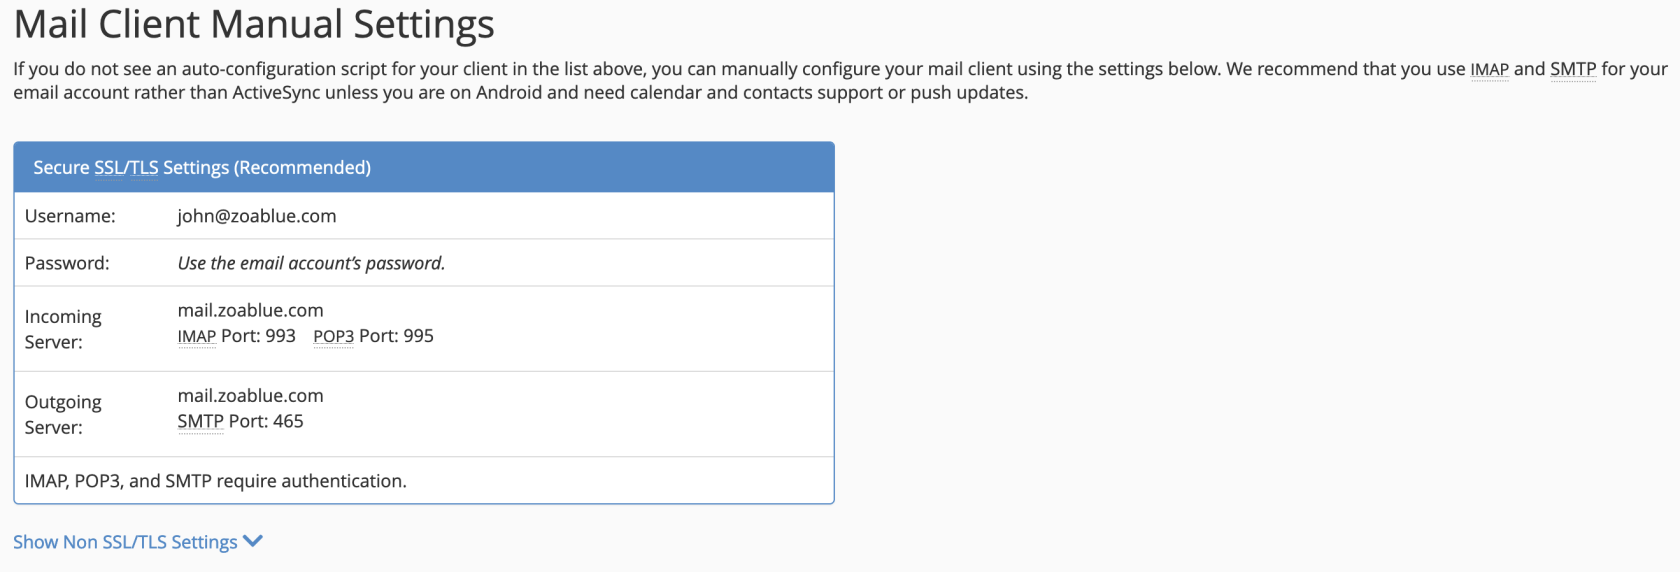 Mail Client Manual Settings
If you do not see an auto-configuration script for your client in the list above, you can manually configure your mail client using the settings below. We recommend that you use IMAP and SMTP for your
email account rather than ActiveSync unless you are on Android and need calendar and contacts support or push updates.
Secure SSL/TLS Settings (Recommended)
Username: john@zoablue.com
Password: Use the email account’s password.
Incoming Server: mail.zoablue.com
IMAP Port: 993 POP3 Port: 995
Outgoing Server: mail.zoablue.com
SMTP Port: 465
IMAP, POP3, and SMTP require authentication.
Show Non SSL/TLS Settings